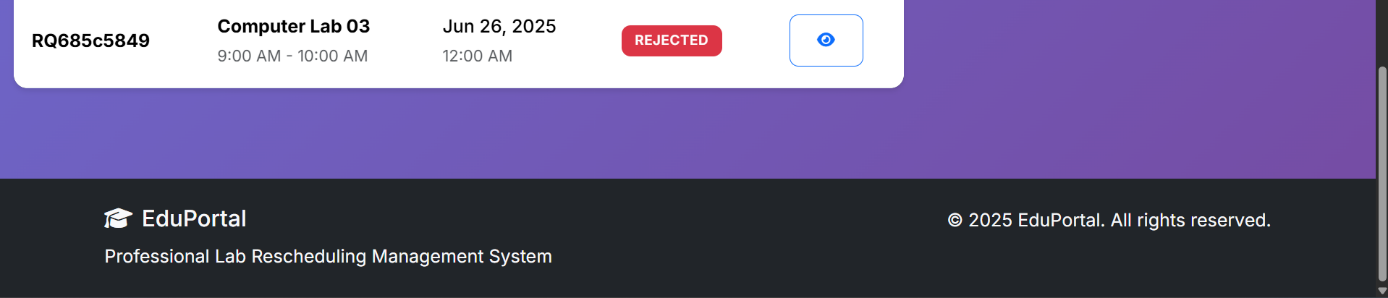 RQ685c5849
Computer Lab 03
9:00 AM - 10:00 AM
Jun 26, 2025
12:00 AM
REJECTED
EduPortal
Professional Lab Rescheduling Management System
© 2025 EduPortal. All rights reserved.